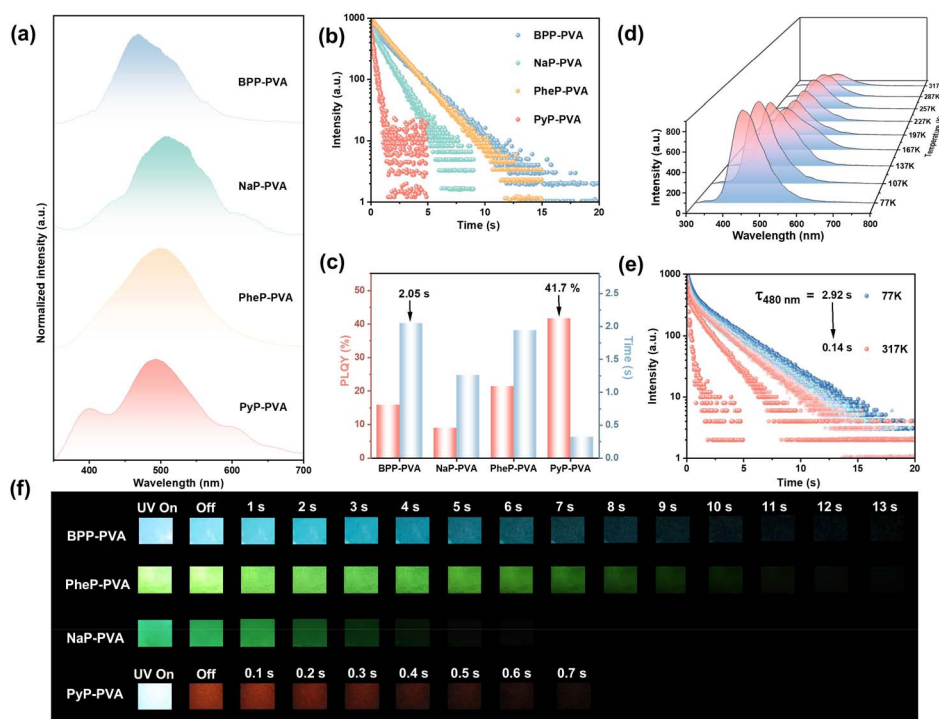 (a)
BPP-PVA
NaP-PVA
PheP-PVA
PyP-PVA
Normalized intensity (a.u.)
400 500 600 700
Wavelength (nm)
(b)
1000
100
10
1
Intensity (a.u.)
BPP-PVA
NaP-PVA
PheP-PVA
PyP-PVA
0 5 10 15 20
Time (s)
(c)
50
40
30
20
10
0
PLQY (%)
2.05 s
41.7 %
2.5
2.0
1.5
1.0
0.5
0.0
Time (s)
BPP-PVA NaP-PVA PheP-PVA PyP-PVA
(d)
800
600
400
200
0
Intensity (a.u.)
300 400 500 600 700 800
Wavelength (nm)
287K
257K
227K
197K
167K
137K
107K
77K
(e)
1000
100
10
1
Intensity (a.u.)
τ480 nm = 2.92 s 77K
0.14 s 317K
0 5 10 15 20
Time (s)
(f)
UV On Off 1 s 2 s 3 s 4 s 5 s 6 s 7 s 8 s 9 s 10 s 11 s 12 s 13 s
BPP-PVA
PheP-PVA
NaP-PVA
UV On Off 0.1 s 0.2 s 0.3 s 0.4 s 0.5 s 0.6 s 0.7 s
PyP-PVA